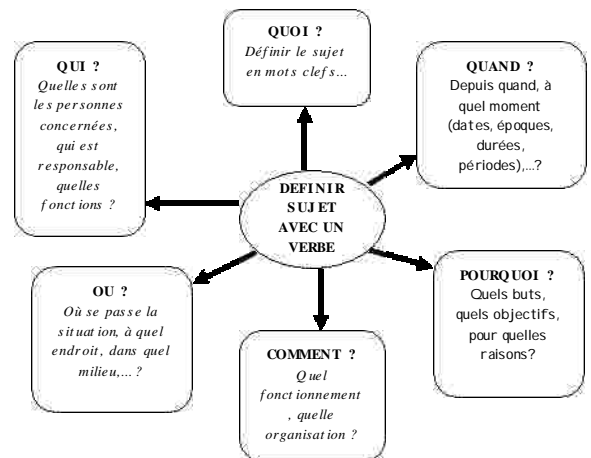 QUOI ?
Définir le sujet
en mots clefs...
QUI ?
Quelles sont
les personnes
concernées,
qui est
responsable,
quelles
fonctions ?
QUAND ?
Depuis quand, à
quel moment
(dates, époques,
durées,
périodes),...?
DEFINIR
SUJET
AVEC UN
VERBE
OU ?
Où se passe la
situation, à quel
endroit, dans quel
milieu,... ?
COMMENT ?
Quel
fonctionnement
, quelle
organisation ?
POURQUOI ?
Quels buts,
quels objectifs,
pour quelles
raisons?